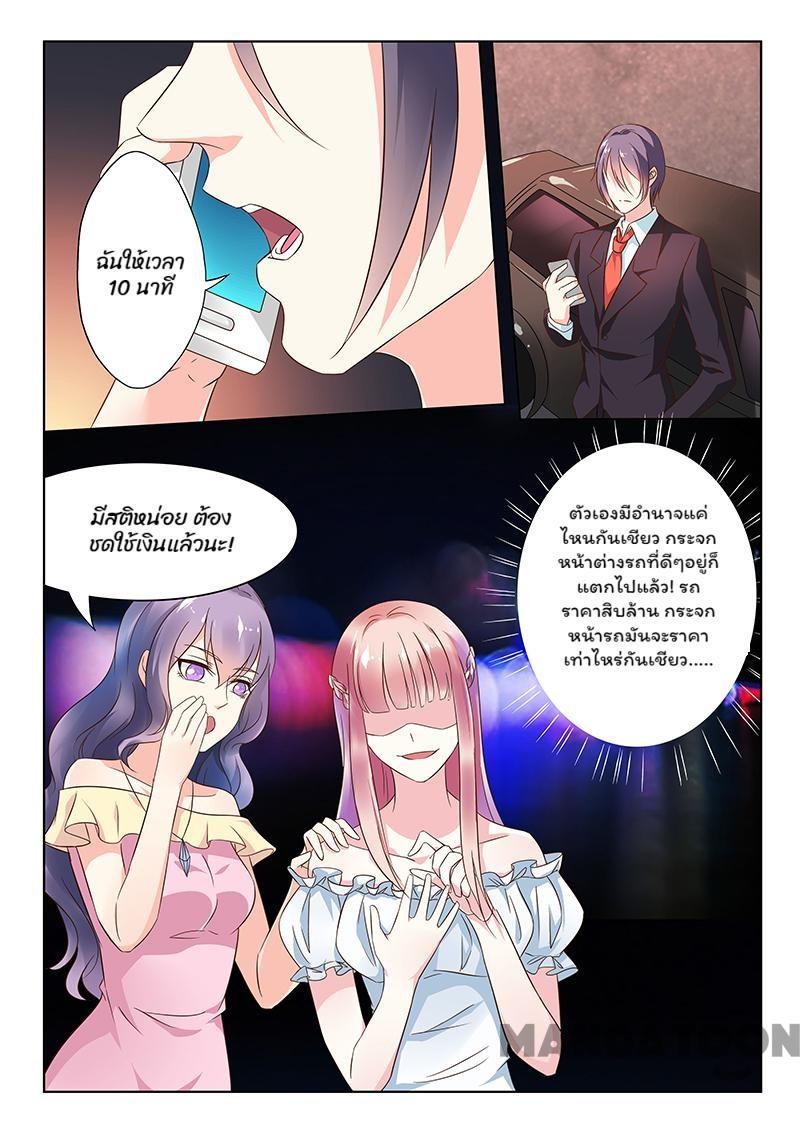 ฉันให้เวลา
10 นาที
มีสติหน่อย ต้อง
ชดใช้เงินแล้วนะ!
ตัวเองมีอำนาจแค่
ไหนกันเชียว กระจก
หน้าต่างรถที่ดีๆอยู่ก็
แตกไปแล้ว! รถ
ราคาสิบล้าน กระจก
หน้ารถมันจะราคา
เท่าไหร่กันเชียว.....
MANGATOON